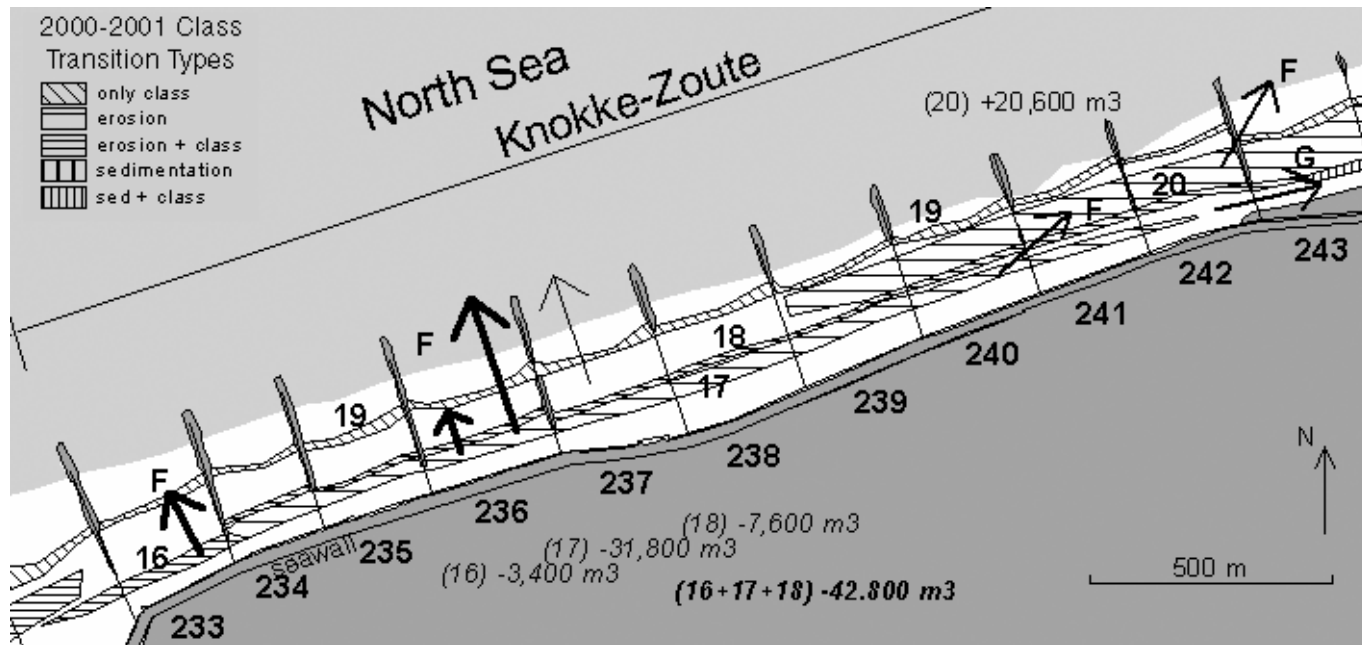 2000-2001 Class
Transition Types
only class
erosion
erosion + class
sedimentation
sed + class
North Sea
Knokke-Zoute
(20) +20,600 m3
F
G
20
F
19
243
242
241
240
239
18
17
238
237
F
19
236
235
F
16
234
233
seawall
(18) -7,600 m3
(17) -31,800 m3
(16) -3,400 m3
(16+17+18) -42.800 m3
N
500 m